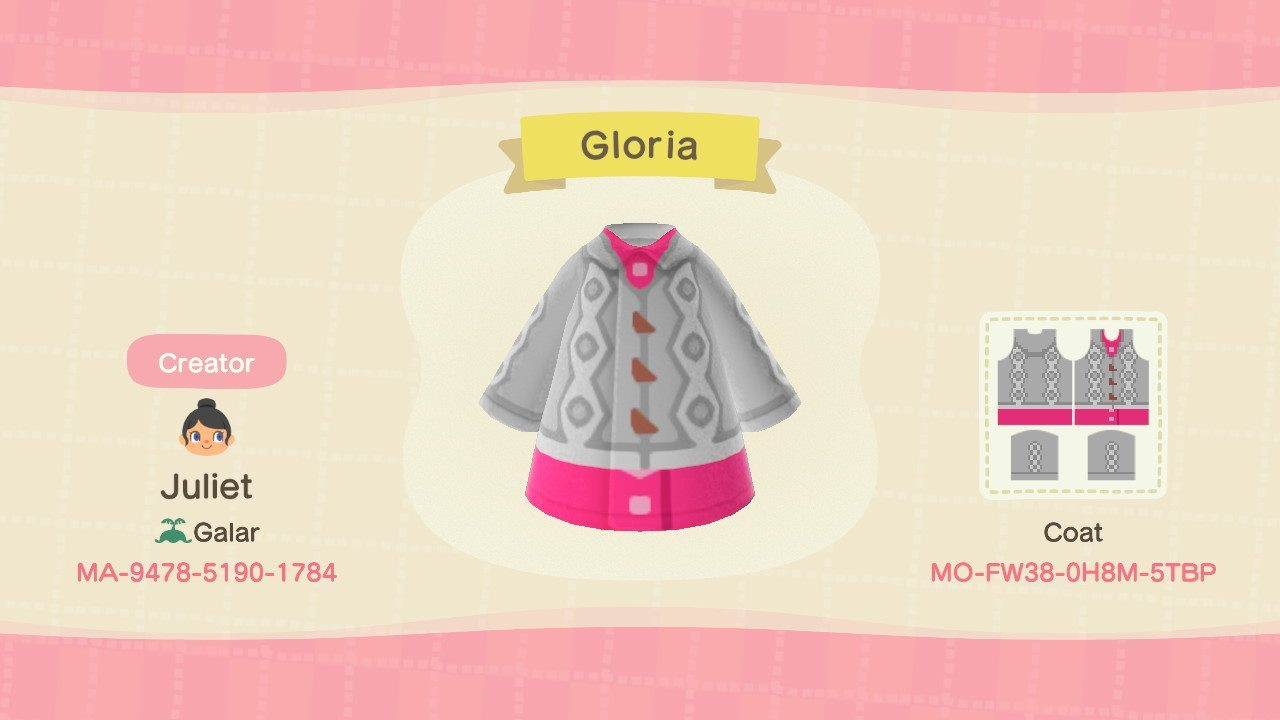 Gloria
Creator
Juliet
Galar
MA-9478-5190-1784
Coat
MO-FW38-0H8M-5TBP